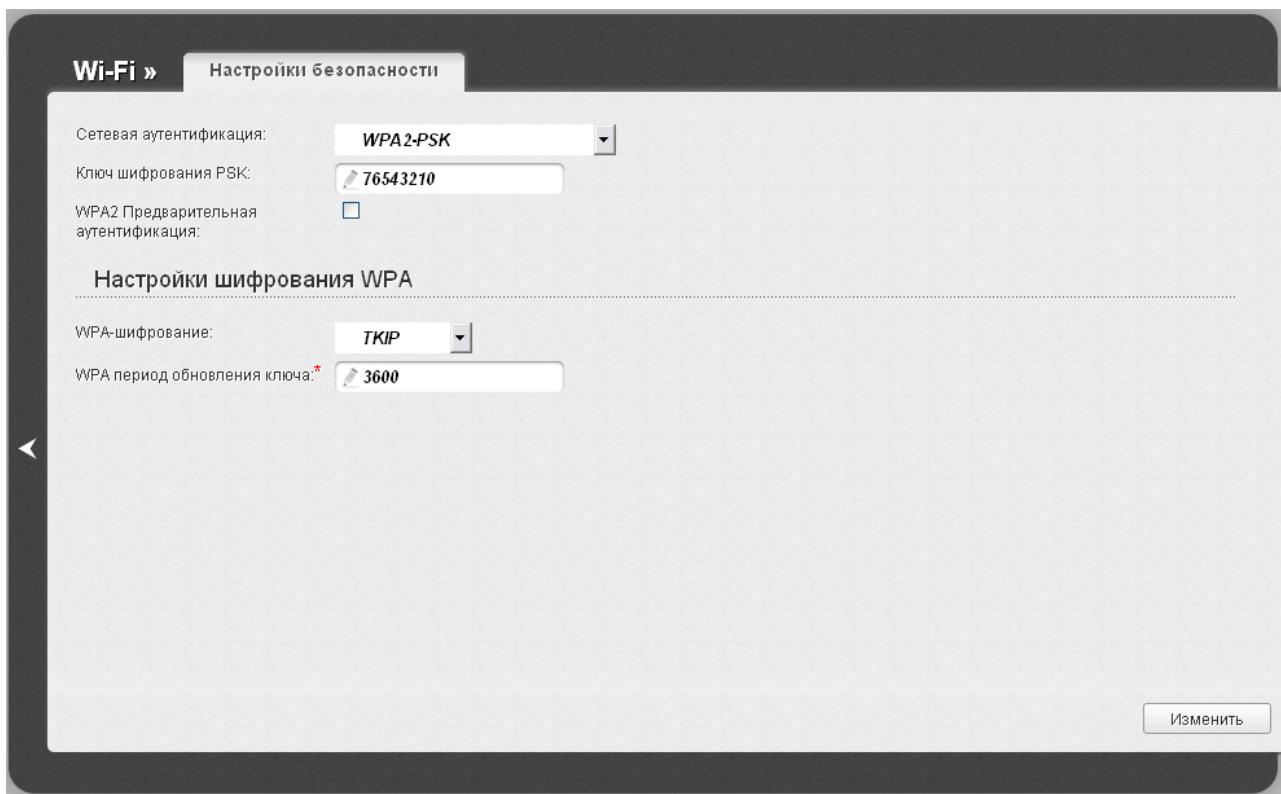 Wi-Fi »
Настройки безопасности
Сетевая аутентификация:
WPA2-PSK
Ключ шифрования PSK:
76543210
WPA2 Предварительная
аутентификация:
Настройки шифрования WPA
WPA-шифрование:
TKIP
WPA период обновления ключа:*
3600
Изменить